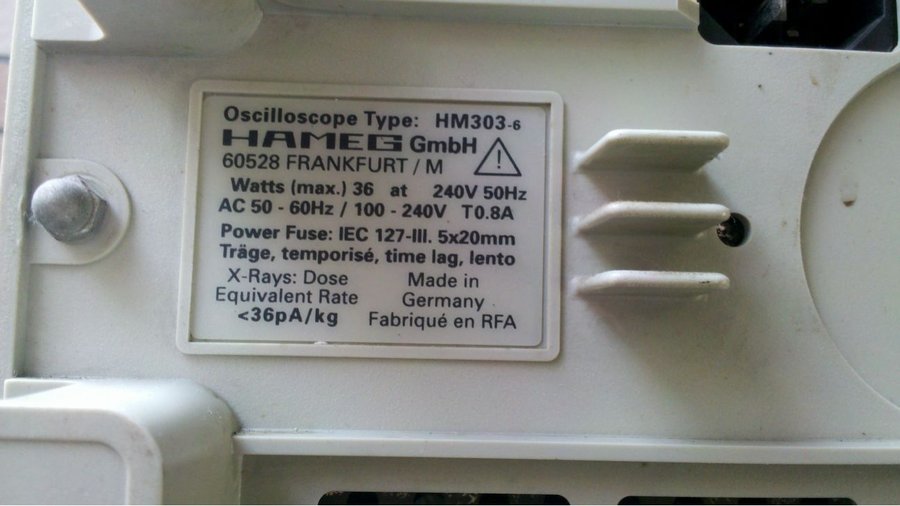 Oscilloscope Type: HM303-6
HAMEG GmbH
60528 FRANKFURT / M
Watts (max.) 36 at 240V 50Hz
AC 50 - 60Hz / 100 - 240V T0.8A
Power Fuse: IEC 127-III. 5x20mm
Träge, temporisé, time lag, lento
X-Rays: Dose Made in
Equivalent Rate Germany
<36pA/kg Fabriqué en RFA